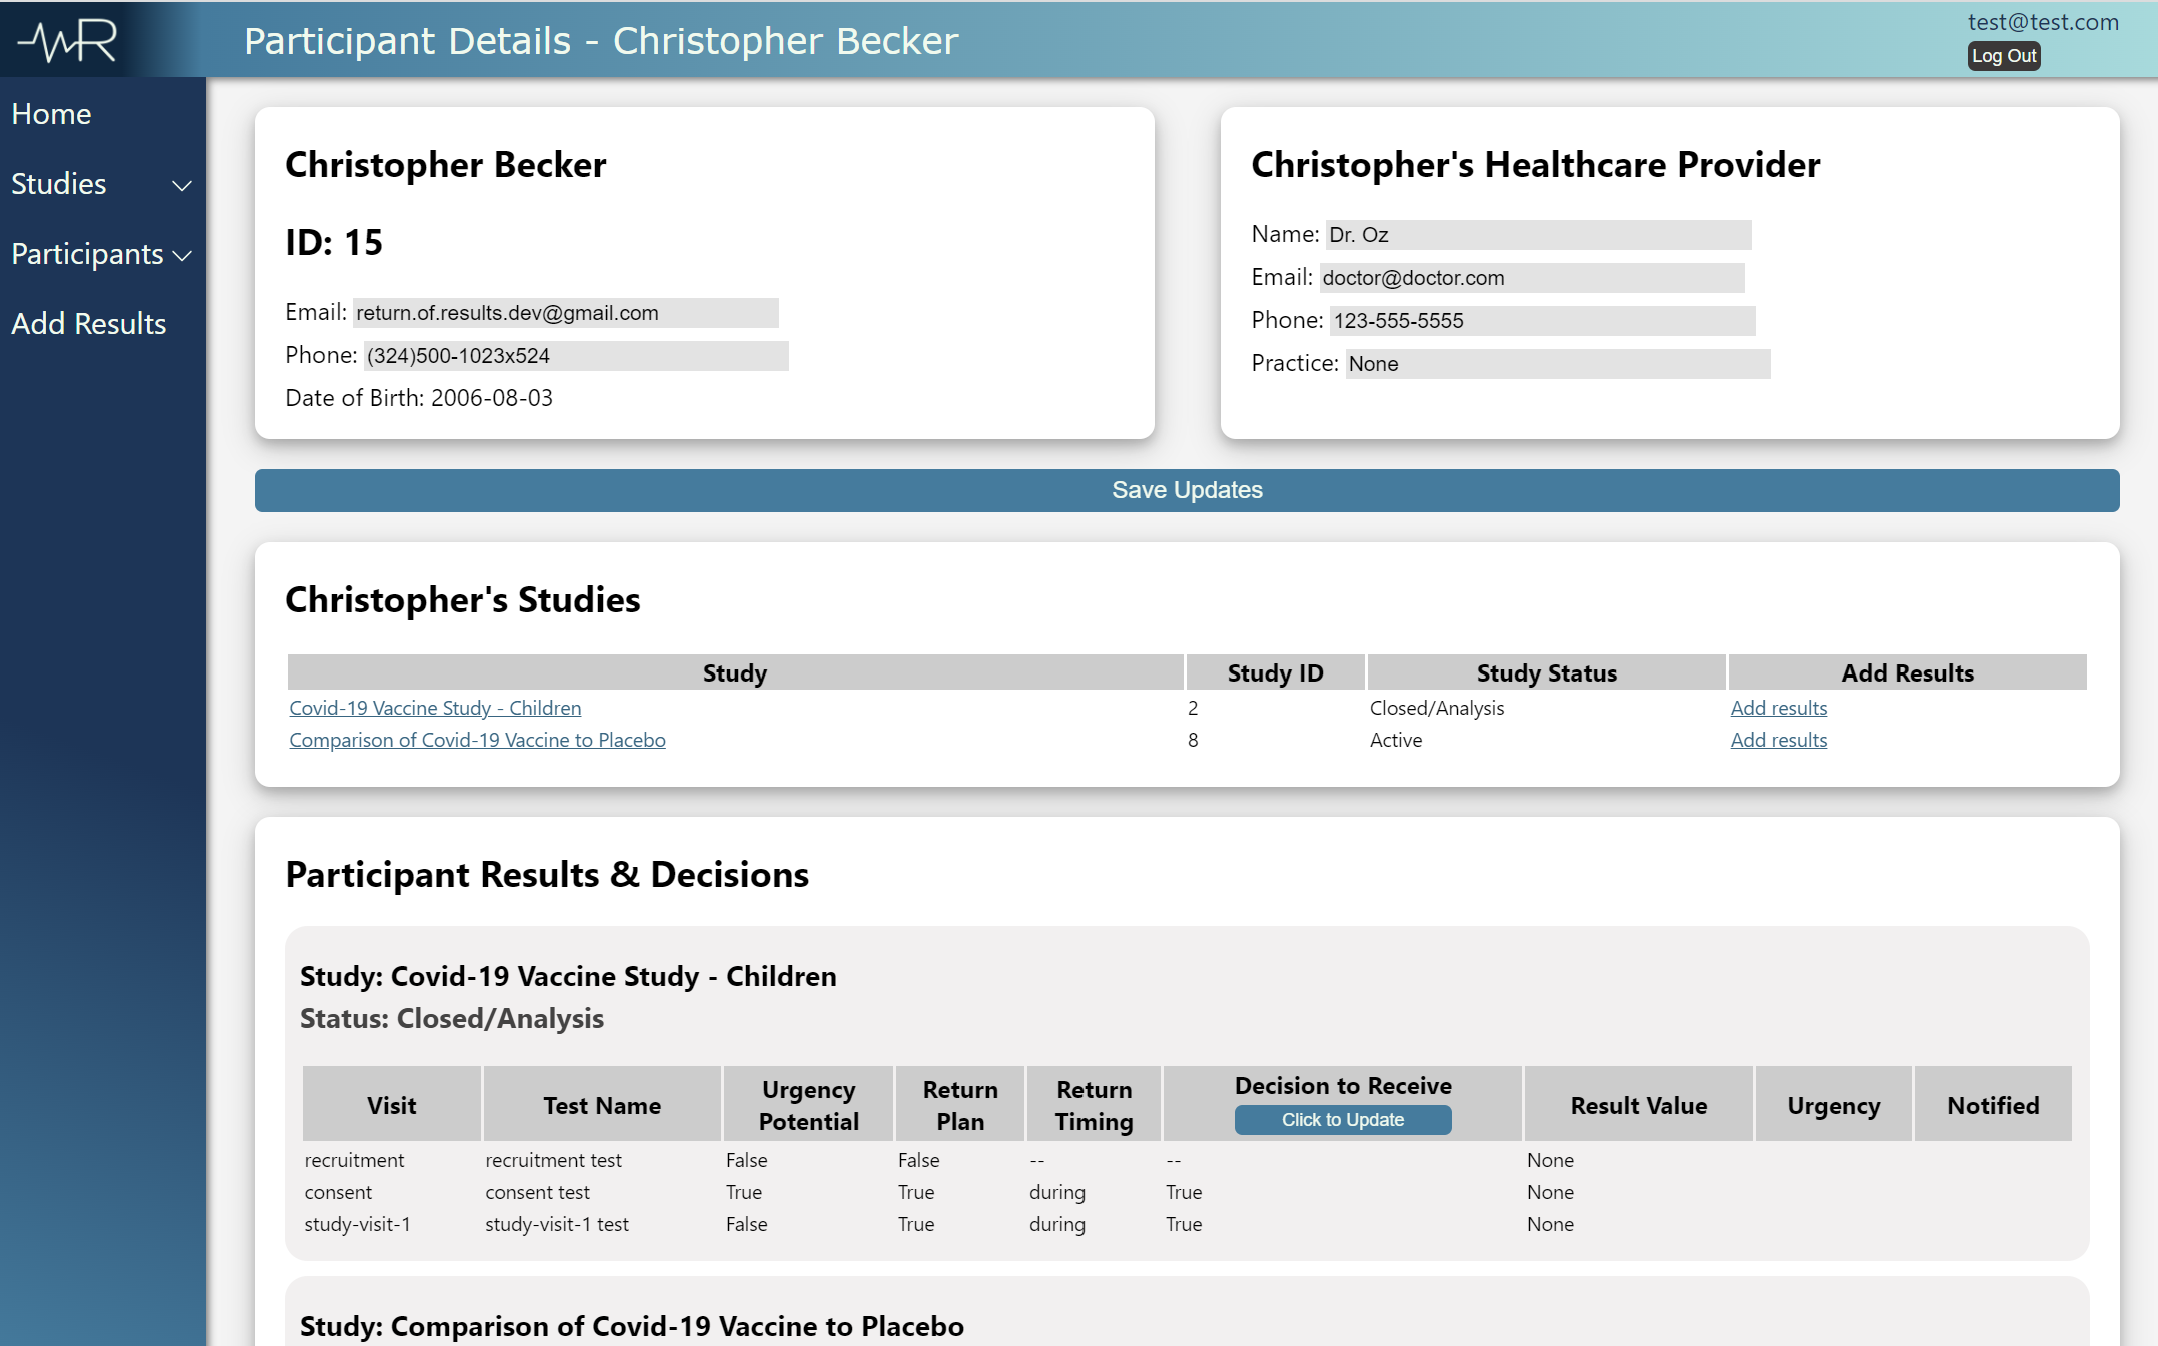 WR
Participant Details - Christopher Becker
test@test.com
Log Out
Home
Studies
Participants
Add Results
Christopher Becker
ID: 15
Email: return.of.results.dev@gmail.com
Phone: (324)500-1023x524
Date of Birth: 2006-08-03
Christopher's Healthcare Provider
Name: Dr. Oz
Email: doctor@doctor.com
Phone: 123-555-5555
Practice: None
Save Updates
Christopher's Studies
Study Study ID Study Status Add Results
Covid-19 Vaccine Study - Children 2 Closed/Analysis Add results
Comparison of Covid-19 Vaccine to Placebo 8 Active Add results
Participant Results & Decisions
Study: Covid-19 Vaccine Study - Children
Status: Closed/Analysis
Visit Test Name Urgency Potential Return Plan Return Timing Decision to Receive Click to Update Result Value Urgency Notified
recruitment recruitment test False False -- -- None
consent consent test True True during True None
study-visit-1 study-visit-1 test False True during True None
Study: Comparison of Covid-19 Vaccine to Placebo